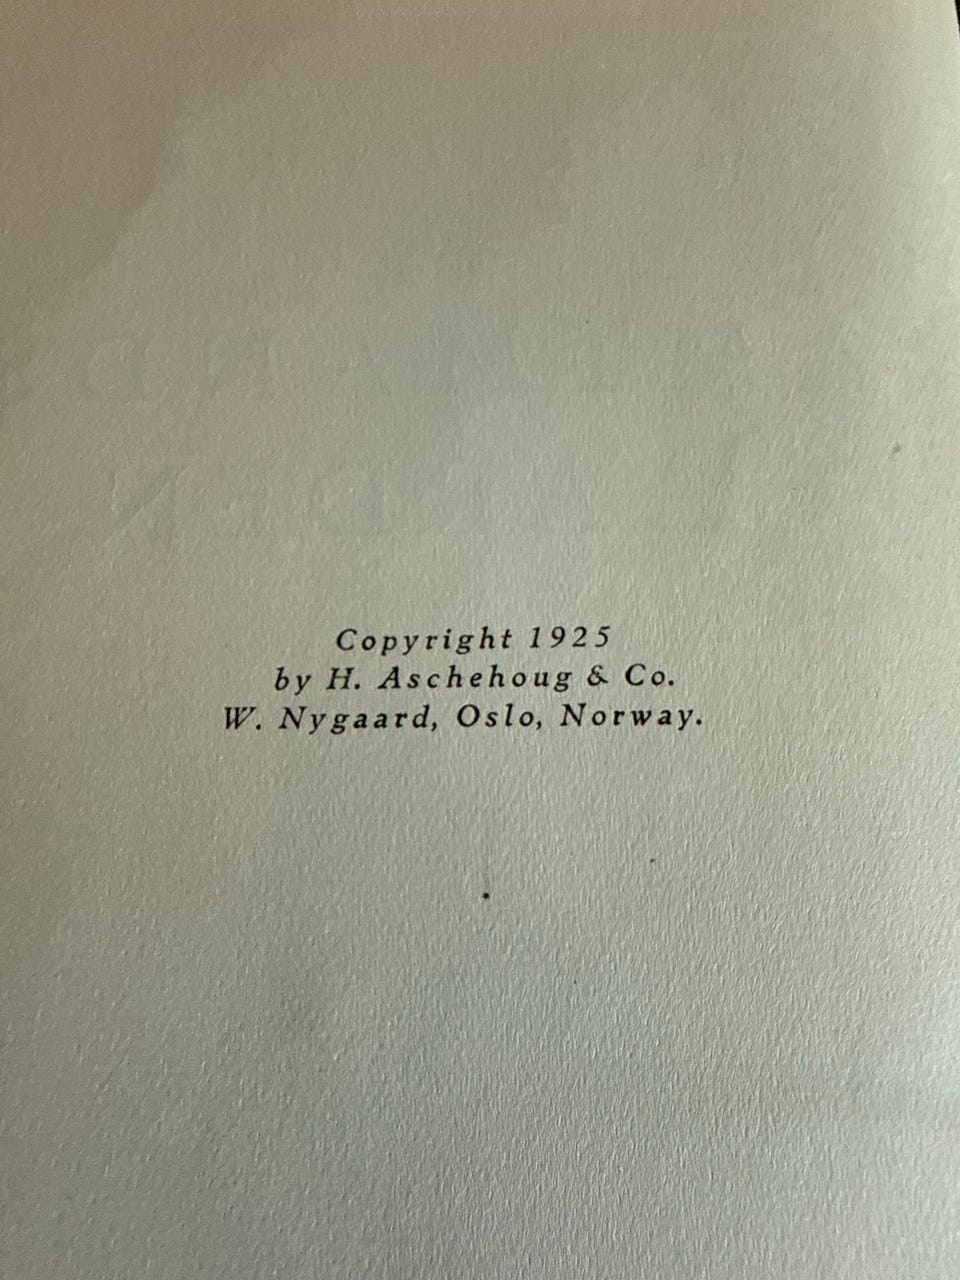 Copyright 1925
by H. Aschehoug & Co.
W. Nygaard, Oslo, Norway.